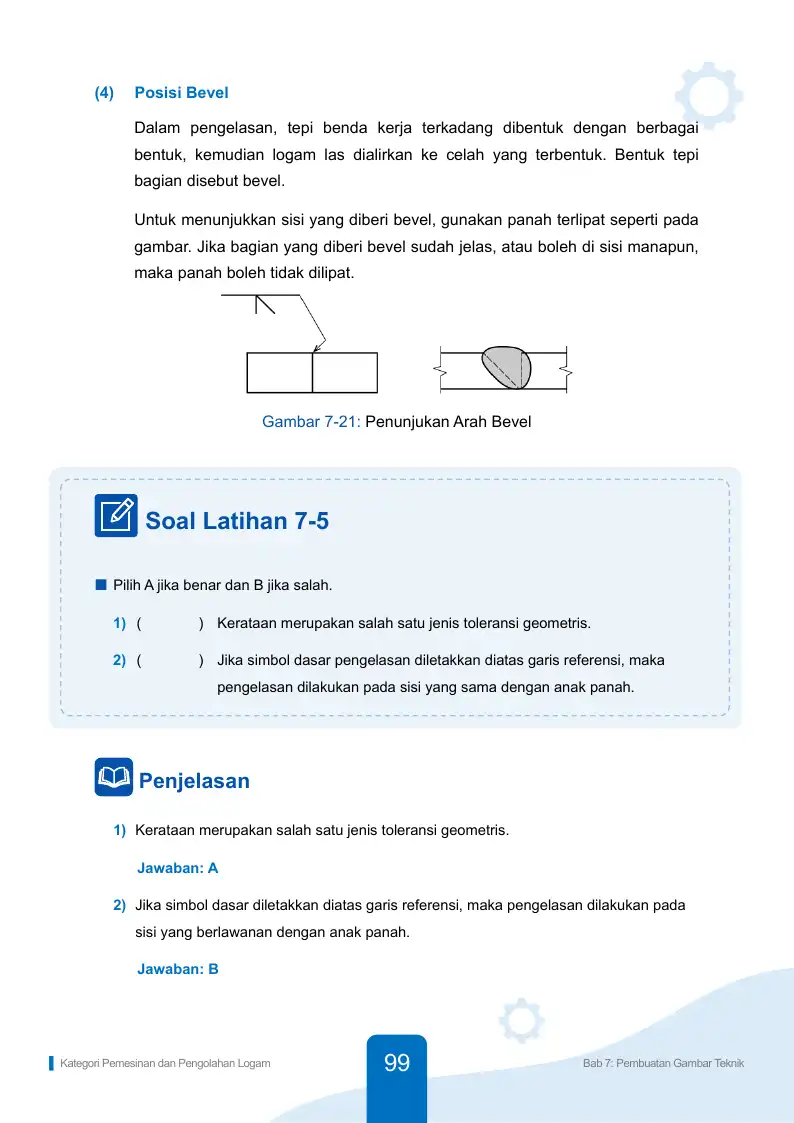 (4) Posisi Bevel
Dalam pengelasan, tepi benda kerja terkadang dibentuk dengan berbagai
bentuk, kemudian logam las dialirkan ke celah yang terbentuk. Bentuk tepi
bagian disebut bevel.
Untuk menunjukkan sisi yang diberi bevel, gunakan panah terlipat seperti pada
gambar. Jika bagian yang diberi bevel sudah jelas, atau boleh di sisi manapun,
maka panah boleh tidak dilipat.
Gambar 7-21: Penunjukan Arah Bevel
Soal Latihan 7-5
■ Pilih A jika benar dan B jika salah.
1) ( ) Kerataan merupakan salah satu jenis toleransi geometris.
2) ( ) Jika simbol dasar pengelasan diletakkan diatas garis referensi, maka
pengelasan dilakukan pada sisi yang sama dengan anak panah.
Penjelasan
1) Kerataan merupakan salah satu jenis toleransi geometris.
Jawaban: A
2) Jika simbol dasar diletakkan diatas garis referensi, maka pengelasan dilakukan pada
sisi yang berlawanan dengan anak panah.
Jawaban: B
Kategori Pemesinan dan Pengolahan Logam
99
Bab 7: Pembuatan Gambar Teknik